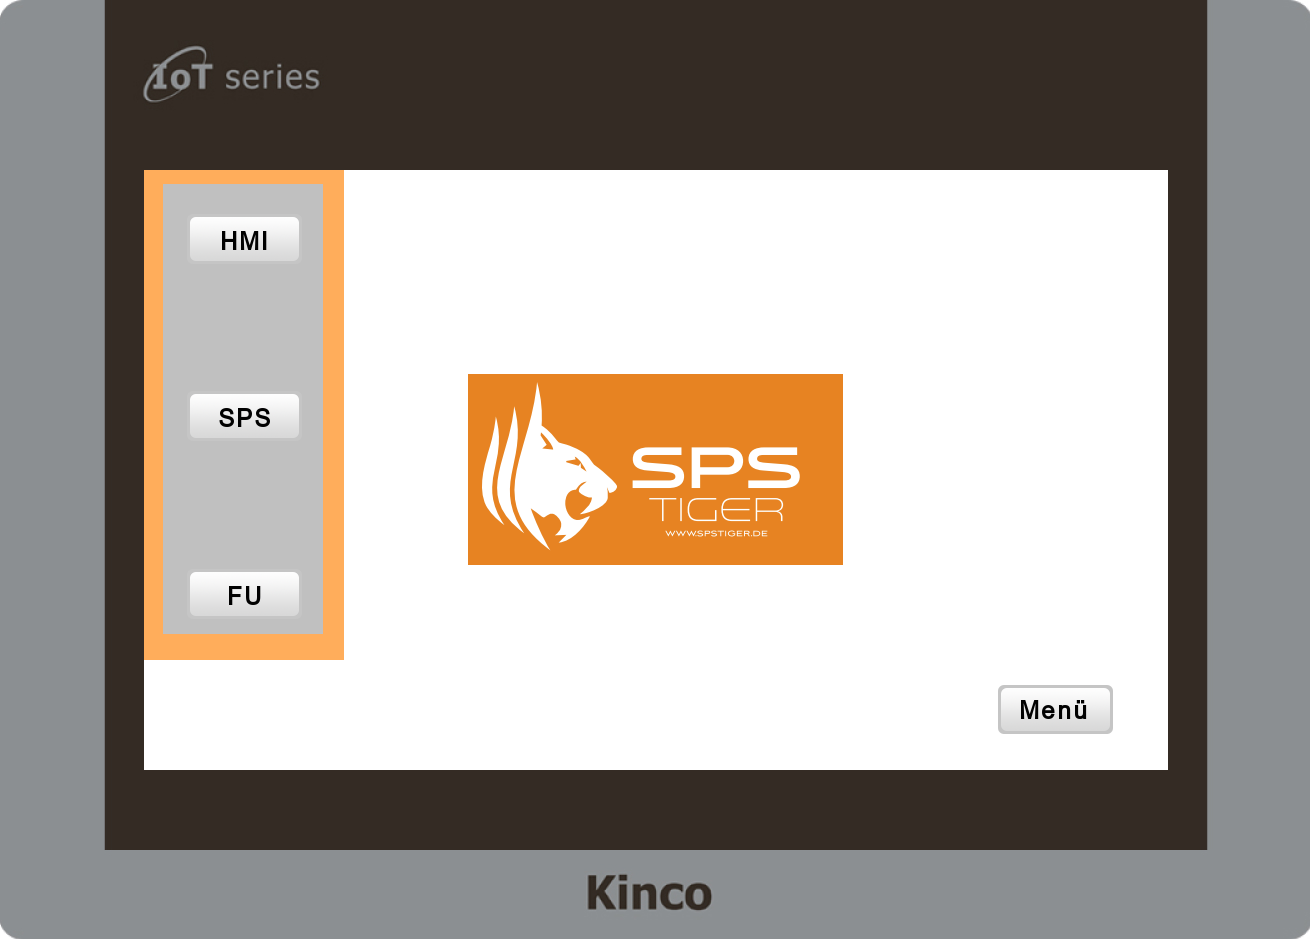 IoT series
HMI
SPS
FU
SPS
TIGER
WWW.SPSTIGER.DE
Menü
Kinco